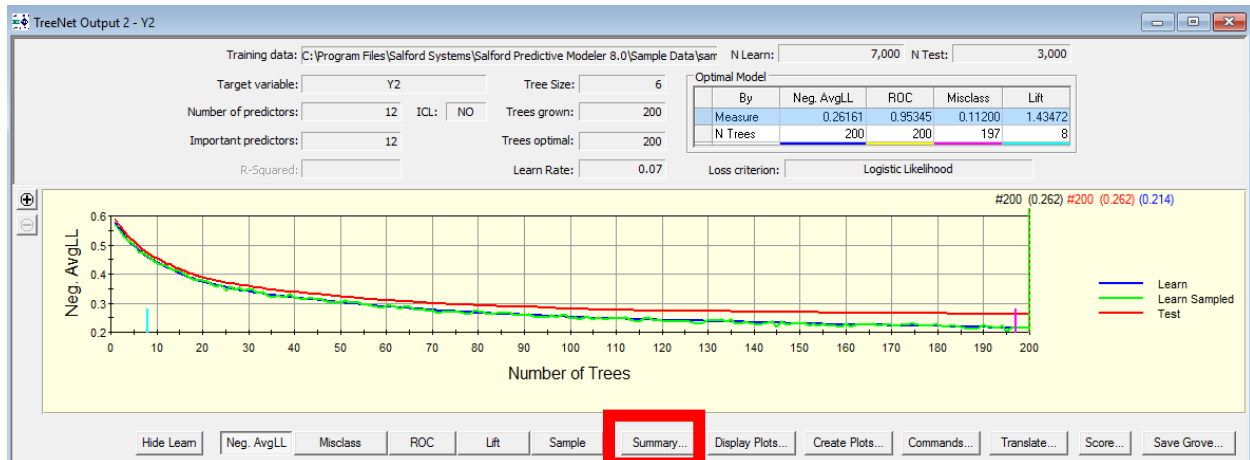 TreeNet Output 2 - Y2
Training data: C:\Program Files\Salford Systems\Salford Predictive Modeler 8.0\Sample Data\sam N Learn: 7,000 N Test: 3,000
Target variable: Y2 Tree Size: 6
Number of predictors: 12 ICL: NO Trees grown: 200
Important predictors: 12 Trees optimal: 200
R-Squared: Learn Rate: 0.07 Loss criterion: Logistic Likelihood
Optimal Model
By Neg. AvgLL ROC Misclass Lift
Measure 0.26161 0.95345 0.11200 1.43472
N Trees 200 200 197 8
#200 (0.262) #200 (0.262) (0.214)
Neg. AvgLL
0.6
0.5
0.4
0.3
0.2
0 10 20 30 40 50 60 70 80 90 100 110 120 130 140 150 160 170 180 190 200
Number of Trees
Learn
Learn Sampled
Test
Hide Learn Neg. AvgLL Misclass ROC Lift Sample Summary... Display Plots... Create Plots... Commands... Translate... Score... Save Grove...